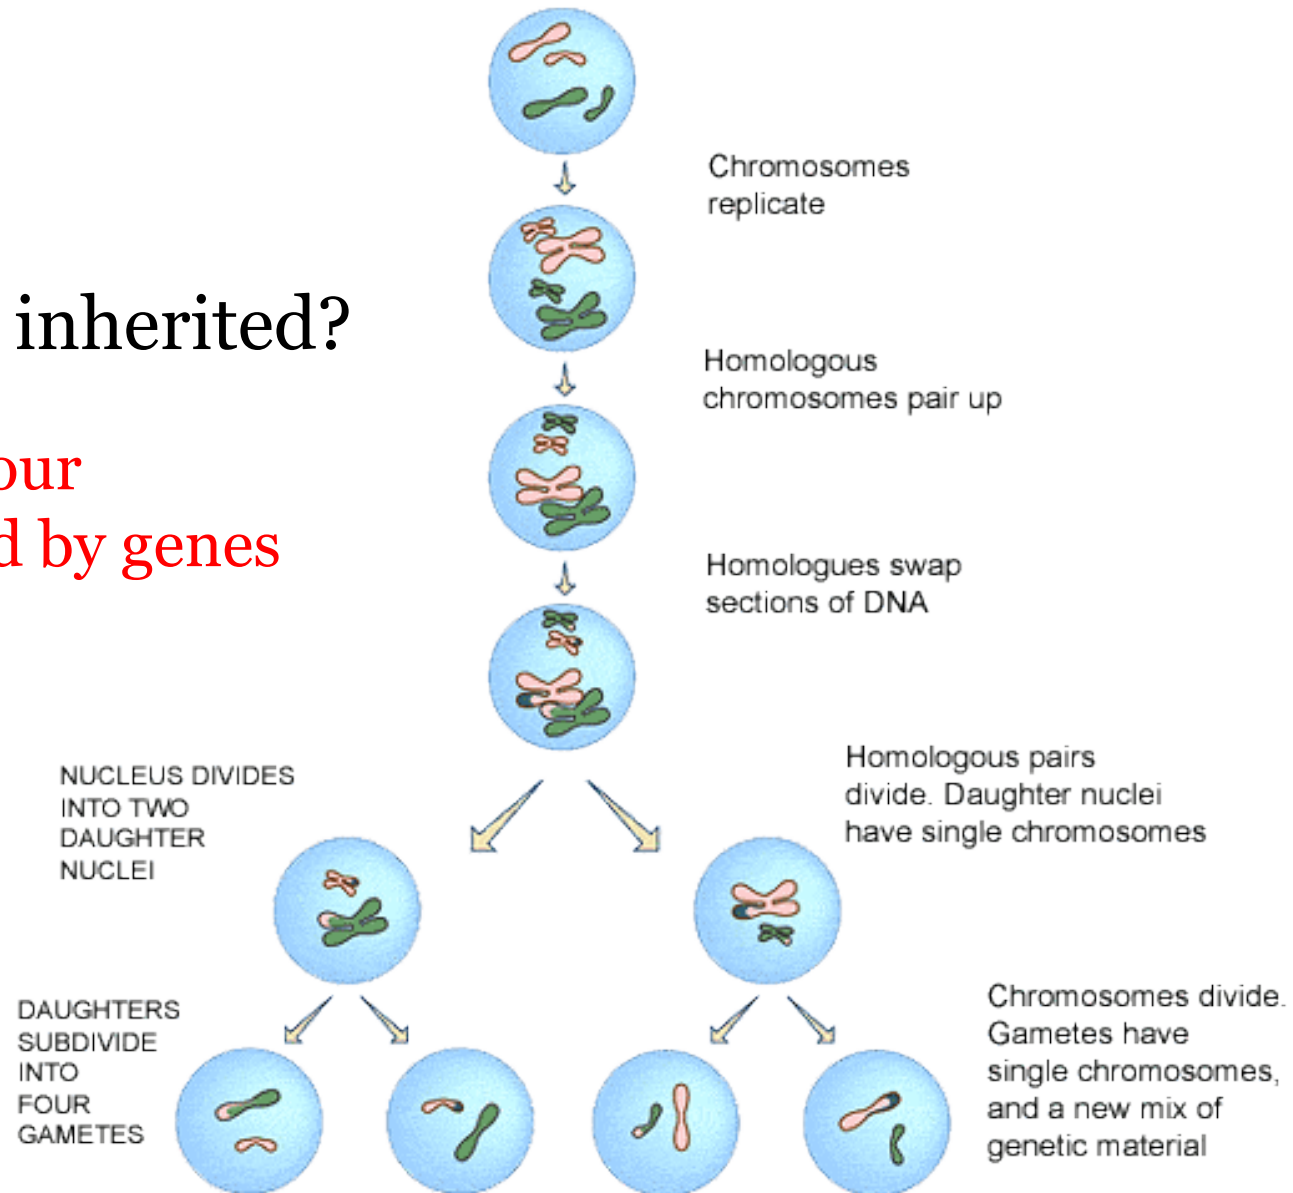 Chromosomes
replicate
inherited?
Homologous
chromosomes pair up
by genes
Homologues swap
sections of DNA
NUCLEUS DIVIDES
INTO TWO
DAUGHTER
NUCLEI
Homologous pairs
divide. Daughter nuclei
have single chromosomes
DAUGHTERS
SUBDIVIDE
INTO
FOUR
GAMETES
Chromosomes divide.
Gametes have
single chromosomes,
and a new mix of
genetic material